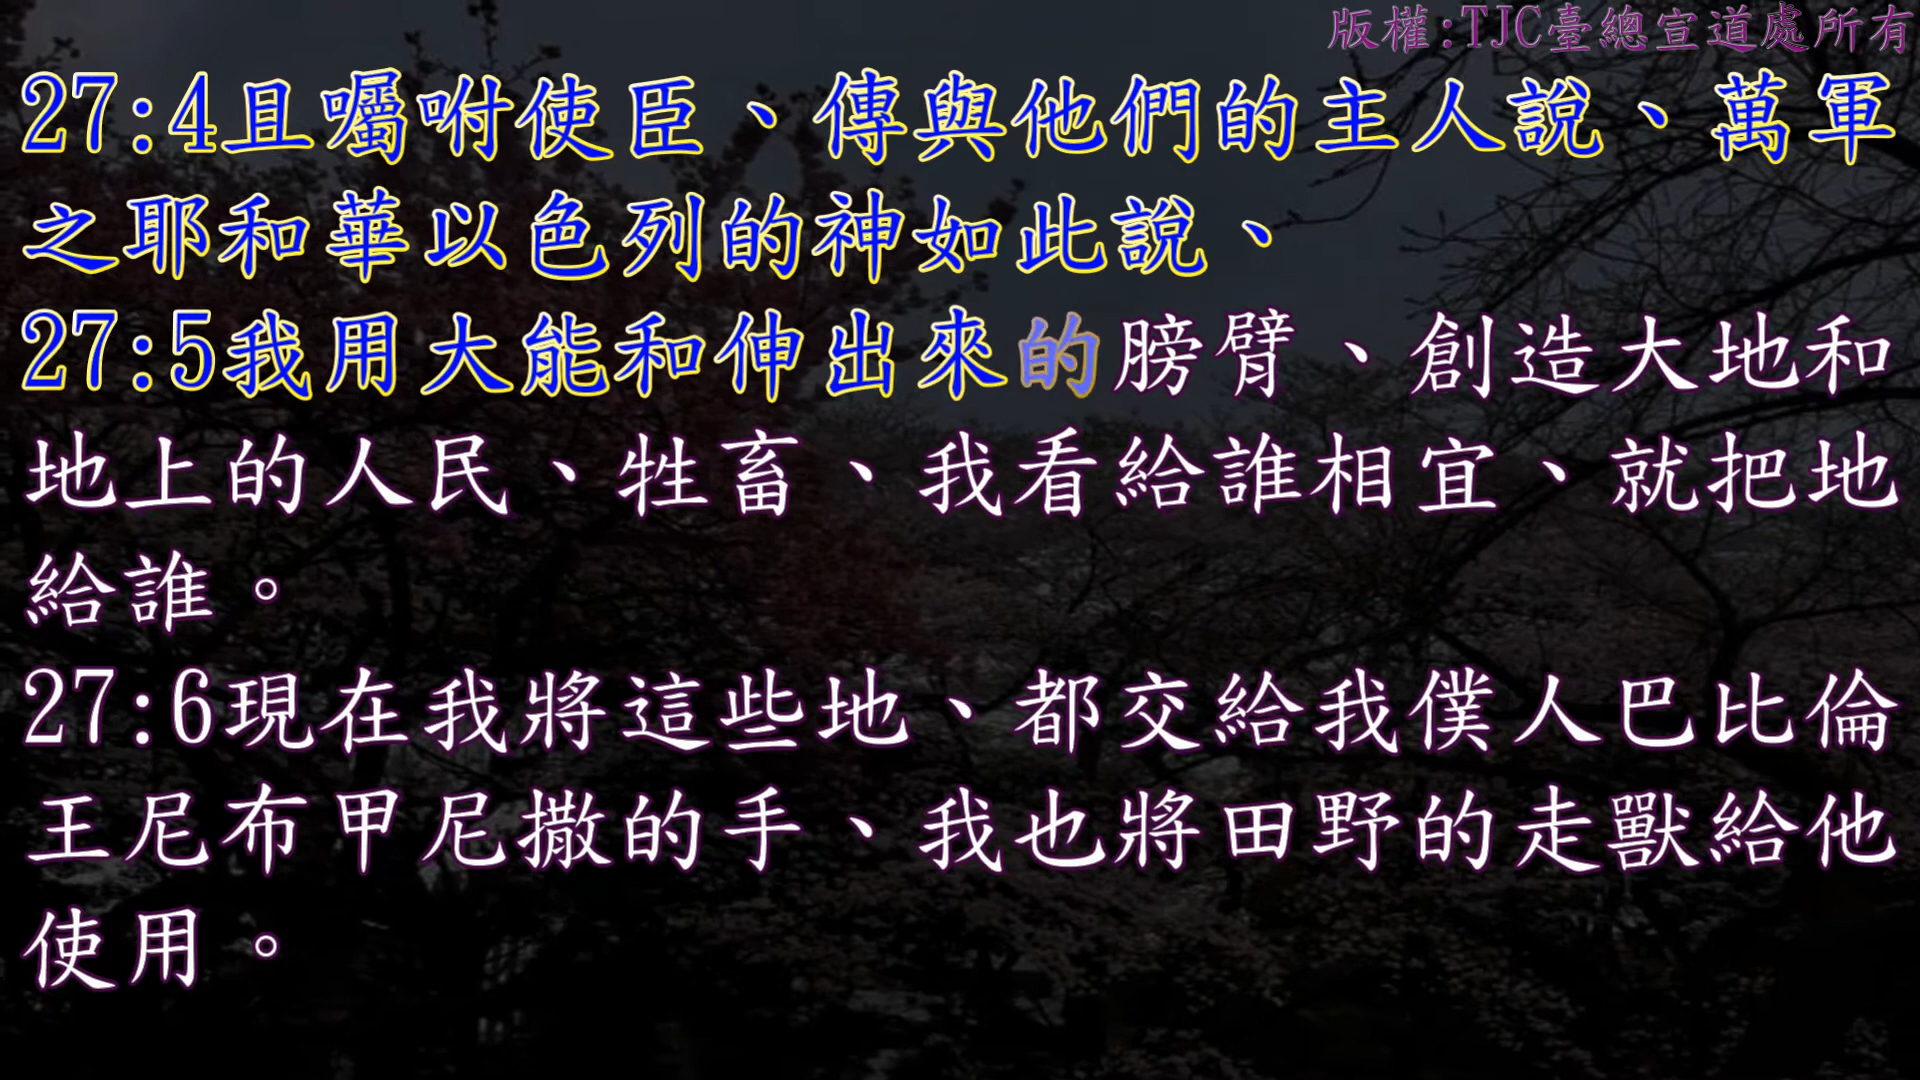 版權:TJC臺總宣道處所有
27:4且囑咐使臣、傳與他們的主人說、萬軍
之耶和華以色列的神如此說、
27:5我用大能和伸出來的膀臂、創造大地和
地上的人民、牲畜、我看給誰相宜、就把地
給誰。
27:6現在我將這些地、都交給我僕人巴比倫
王尼布甲尼撒的手、我也將田野的走獸給他
使用。